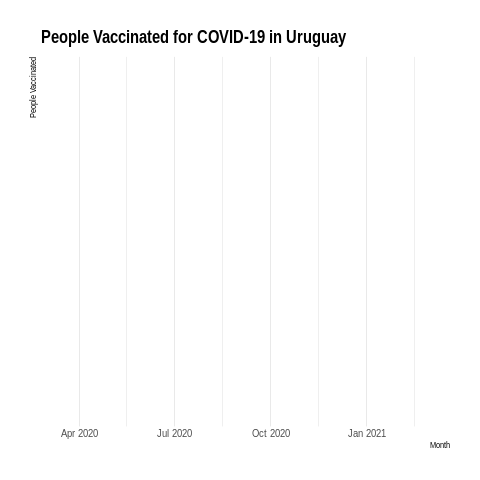 People Vaccinated for COVID-19 in Uruguay
People Vaccinated
Apr 2020
Jul 2020
Oct 2020
Jan 2021
Month